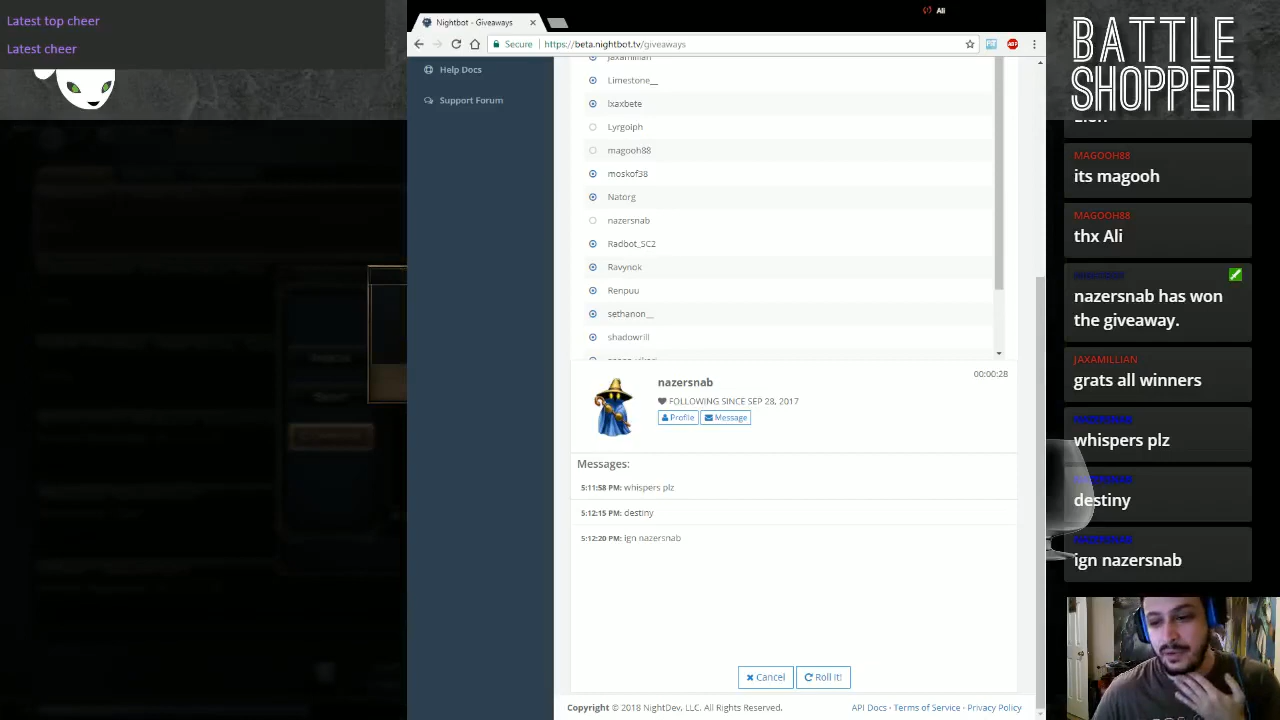 Latest top cheer
Latest cheer
Ali
Nightbot - Giveaways
Secure
https://beta.nightbot.tv/giveaways
Help Docs
Support Forum
Jaxamillian
Limestone__
lxaxbete
Lyrgoiph
magooh88
moskof38
Natorg
nazersnab
Radbot_SC2
Ravynok
Renpuu
sethanon__
shadowrill
nazersnab
00:00:28
FOLLOWING SINCE SEP 28, 2017
Profile
Message
Messages:
5:11:58 PM: whispers plz
5:12:15 PM: destiny
5:12:20 PM: ign nazersnab
Cancel
Roll It!
Copyright © 2018 NightDev, LLC. All Rights Reserved.
API Docs · Terms of Service · Privacy Policy
BATTLE
SHOPPER
MAGOOH88
its magooh
MAGOOH88
thx Ali
nazersnab has won
the giveaway.
JAXAMILLIAN
grats all winners
whispers plz
destiny
ign nazersnab